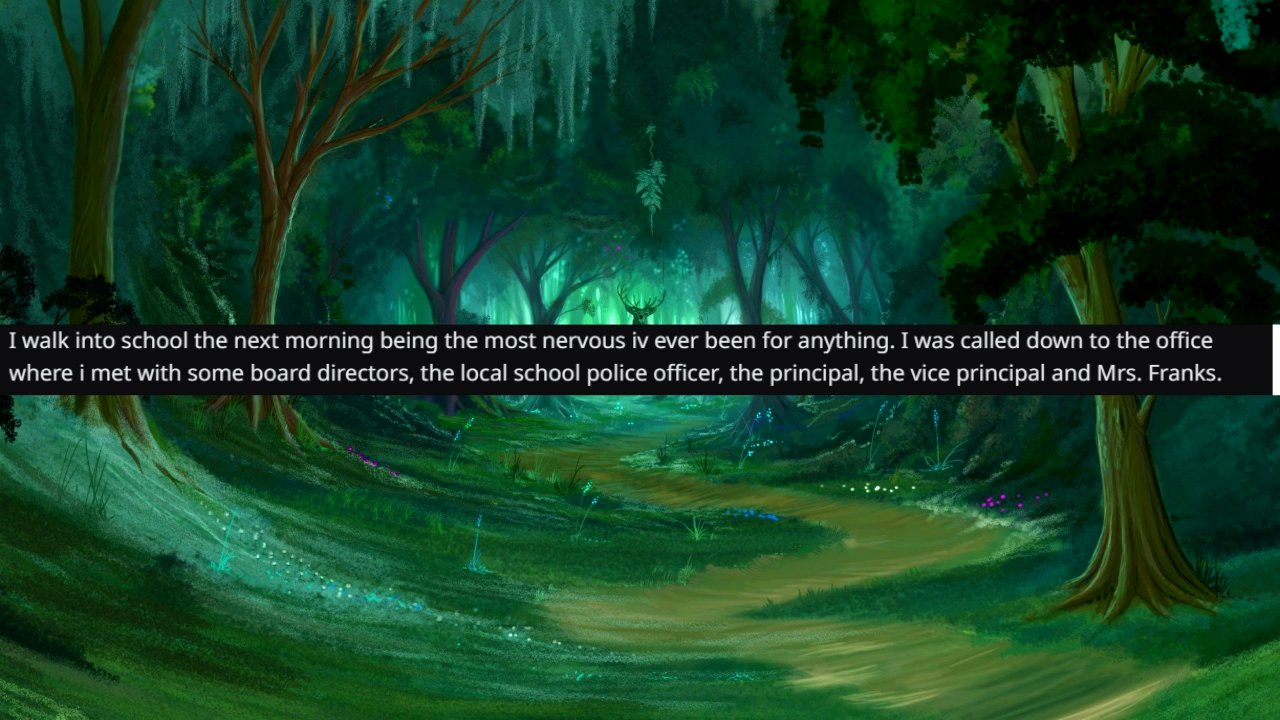 I walk into school the next morning being the most nervous iv ever been for anything. I was called down to the office
where i met with some board directors, the local school police officer, the principal, the vice principal and Mrs. Franks.